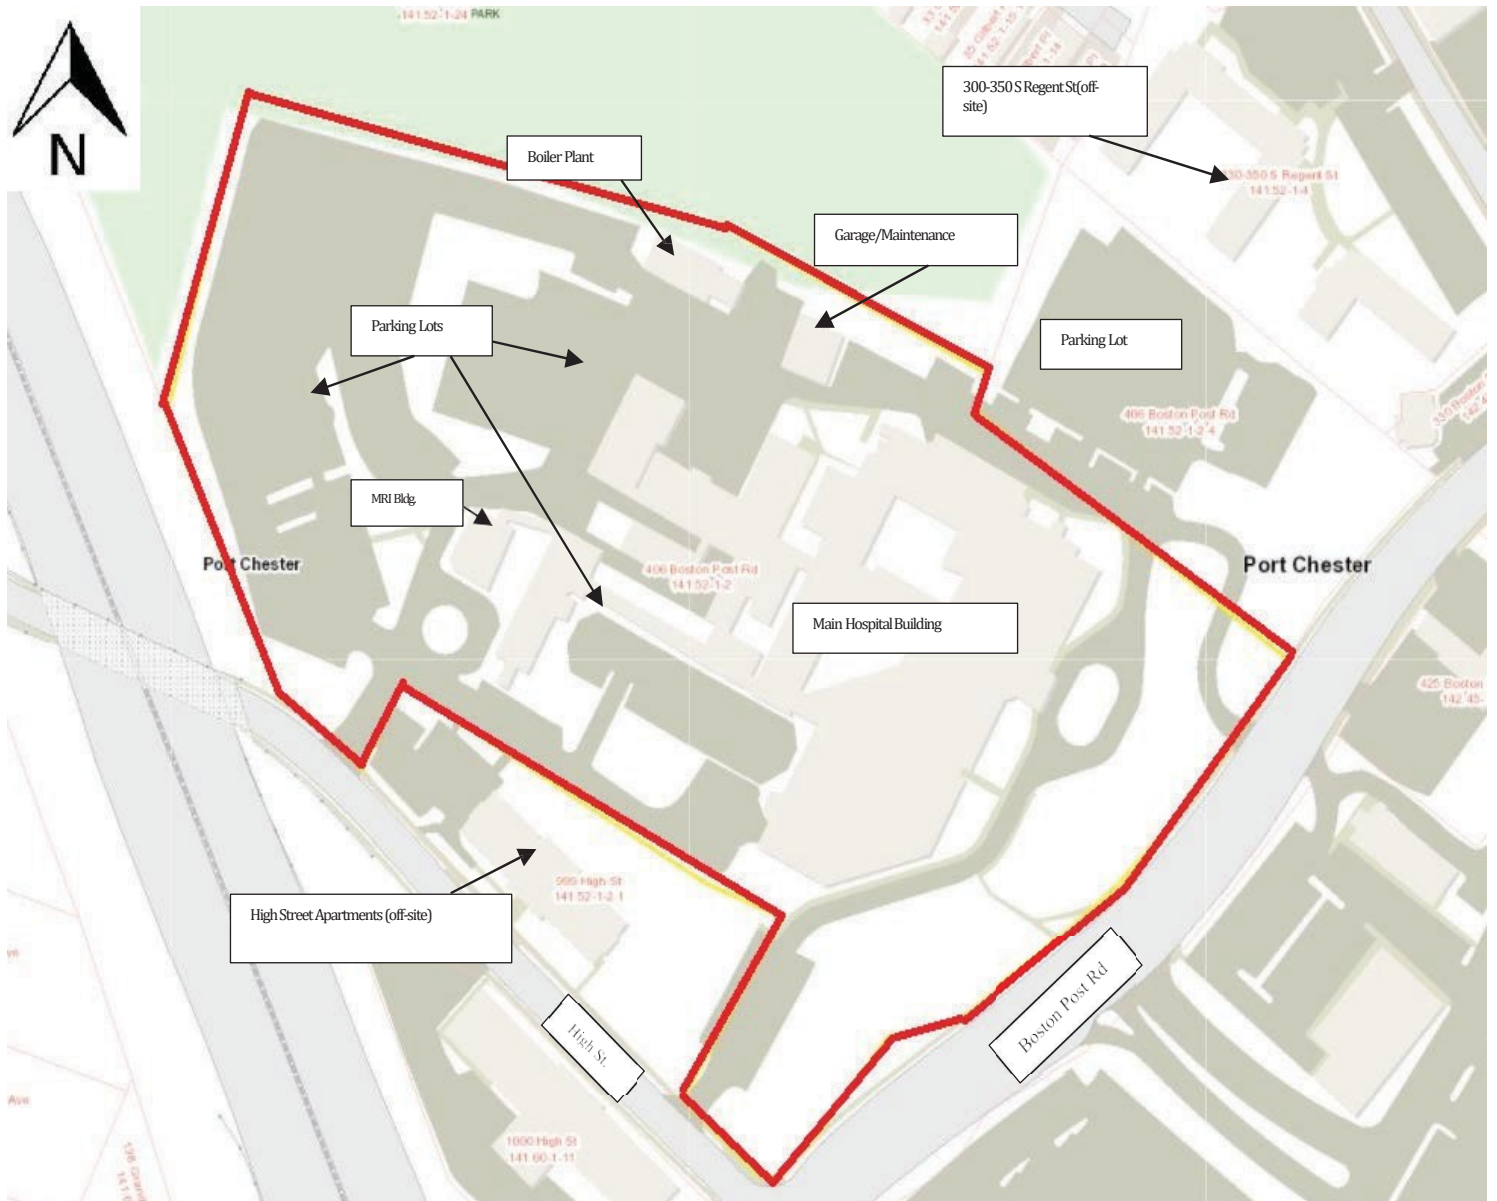 141.52-1-24 PARK
N
300-350 S Regent St(off-
site)
Boiler Plant
330-350 S Regent St
141.52-1-4
Garage/Maintenance
Parking Lots
Parking Lot
406 Boston Post Rd
141.52-1-2.4
MRI Bldg.
Port Chester
406 Boston Post Rd
141.52-1-2
Port Chester
Main Hospital Building
425 Boston
142.45-
999 High St
141.52-1-2.1
High Street Apartments (off-site)
Boston Post Rd
High St.
Ave
1000 High St
141.60-1-11